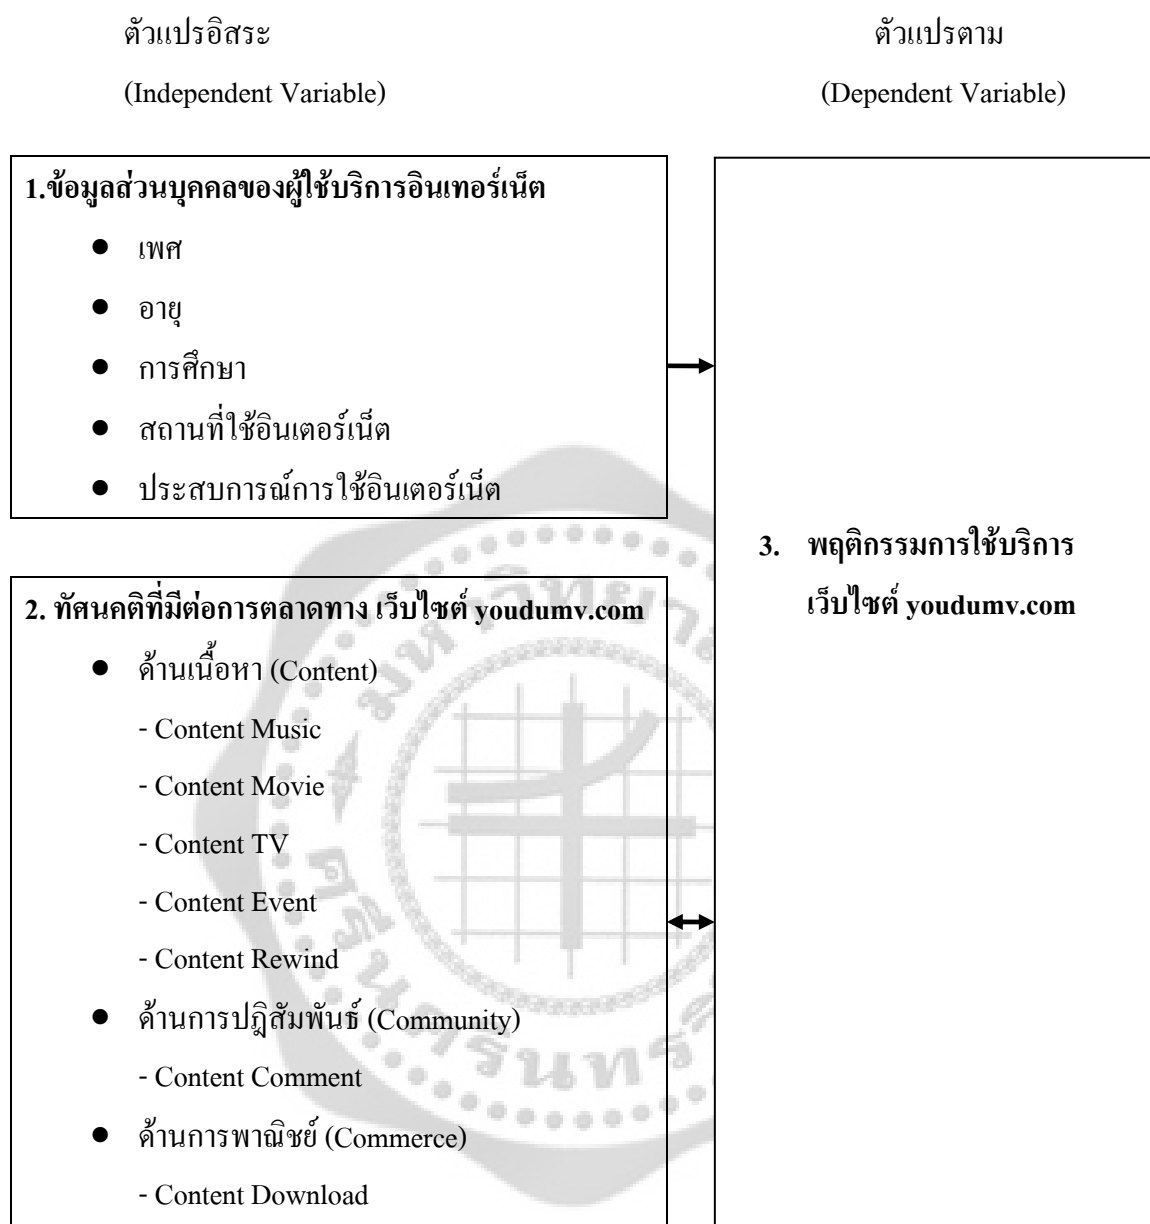 ตัวแปรอิสระ
ตัวแปรตาม
(Independent Variable)
(Dependent Variable)
1.ข้อมูลส่วนบุคคลของผู้ใช้บริการอินเทอร์เน็ต
● เพศ
● อายุ
● การศึกษา
● สถานที่ใช้อินเตอร์เน็ต
● ประสบการณ์การใช้อินเตอร์เน็ต
2. ทัศนคติที่มีต่อการตลาดทาง เว็บไซต์ youdumv.com
● ด้านเนื้อหา (Content)
- Content Music
- Content Movie
- Content TV
- Content Event
- Content Rewind
● ด้านการปฎิสัมพันธ์ (Community)
- Content Comment
● ด้านการพาณิชย์ (Commerce)
- Content Download
3. พฤติกรรมการใช้บริการ
เว็บไซต์ youdumv.com